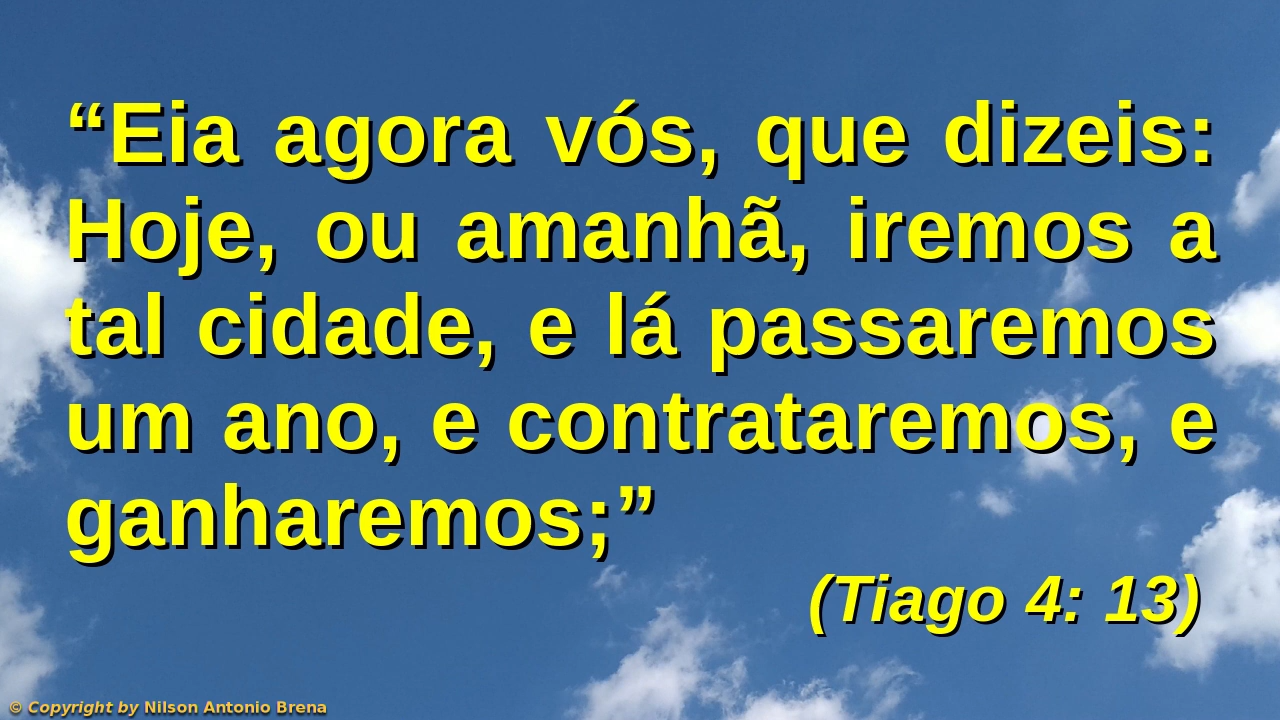 “Eia agora vós, que dizeis:
Hoje, ou amanhã, iremos a
tal cidade, e lá passaremos
um ano, e contrataremos, e
ganharemos;”
(Tiago 4: 13)
© Copyright by Nilson Antonio Brena